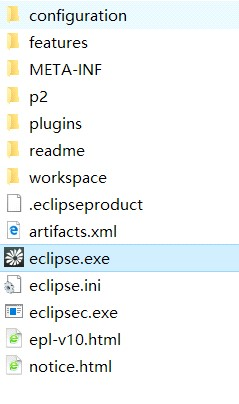 configuration
features
META-INF
p2
plugins
readme
workspace
.eclipseproduct
artifacts.xml
eclipse.exe
eclipse.ini
eclipsec.exe
epl-v10.html
notice.html